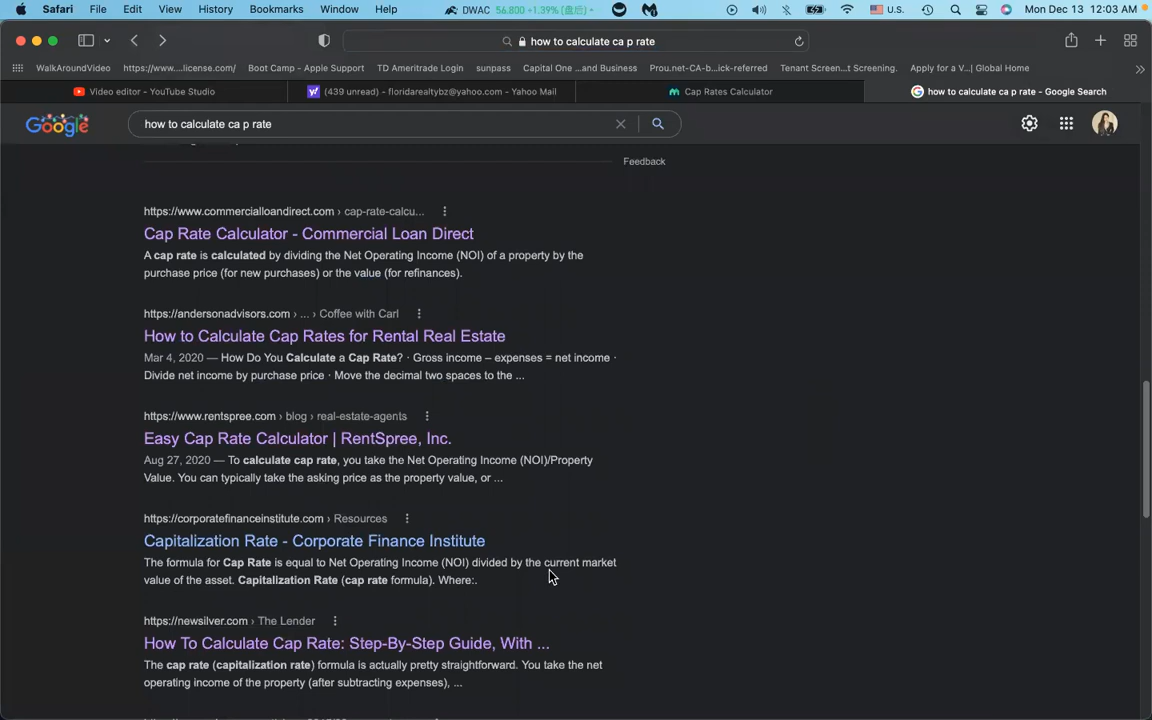 Safari File Edit View History Bookmarks Window Help DWAC 56.800 +1.39% (盘后) U.S. Mon Dec 13 12:03 AM
how to calculate ca p rate
WalkAroundVideo https://www....license.com/ Boot Camp - Apple Support TD Ameritrade Login sunpass Capital One ...and Business Prou.net-CA-b...ick-referred Tenant Screen...t Screening. Apply for a V...| Global Home
Video editor - YouTube Studio (439 unread) - floridarealtybz@yahoo.com - Yahoo Mail Cap Rates Calculator how to calculate ca p rate - Google Search
Google how to calculate ca p rate
Feedback
https://www.commercialloandirect.com › cap-rate-calcu...
Cap Rate Calculator - Commercial Loan Direct
A cap rate is calculated by dividing the Net Operating Income (NOI) of a property by the
purchase price (for new purchases) or the value (for refinances).
https://andersonadvisors.com › ... › Coffee with Carl
How to Calculate Cap Rates for Rental Real Estate
Mar 4, 2020 — How Do You Calculate a Cap Rate? · Gross income – expenses = net income ·
Divide net income by purchase price · Move the decimal two spaces to the ...
https://www.rentspree.com › blog › real-estate-agents
Easy Cap Rate Calculator | RentSpree, Inc.
Aug 27, 2020 — To calculate cap rate, you take the Net Operating Income (NOI)/Property
Value. You can typically take the asking price as the property value, or ...
https://corporatefinanceinstitute.com › Resources
Capitalization Rate - Corporate Finance Institute
The formula for Cap Rate is equal to Net Operating Income (NOI) divided by the current market
value of the asset. Capitalization Rate (cap rate formula). Where:.
https://newsilver.com › The Lender
How To Calculate Cap Rate: Step-By-Step Guide, With ...
The cap rate (capitalization rate) formula is actually pretty straightforward. You take the net
operating income of the property (after subtracting expenses), ...